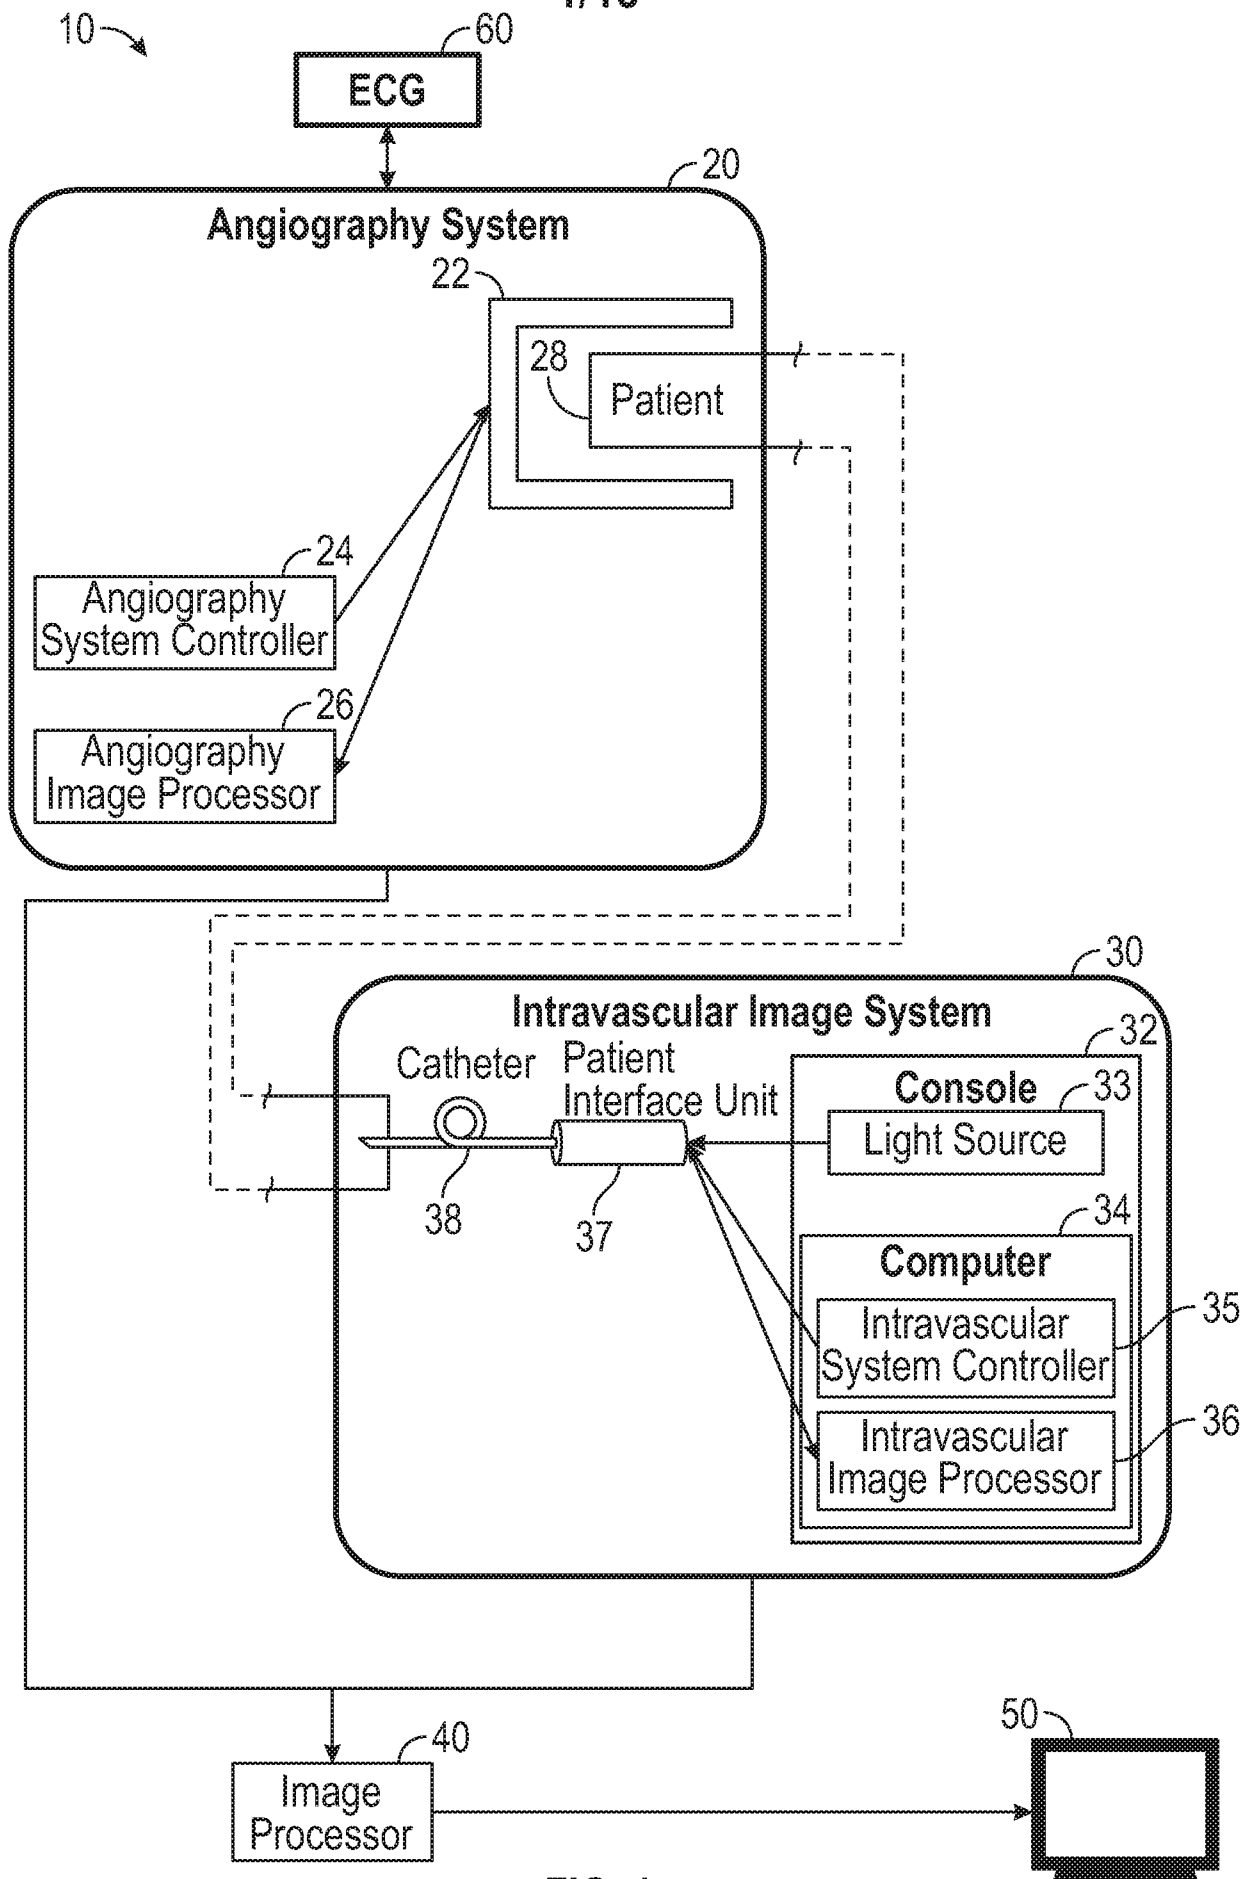 10
60
ECG
20
Angiography System
22
28
Patient
24
Angiography
System Controller
26
Angiography
Image Processor
30
Intravascular Image System
32
Catheter
Patient
Interface Unit
Console
33
Light Source
38
37
34
Computer
35
Intravascular
System Controller
36
Intravascular
Image Processor
40
50
Image
Processor